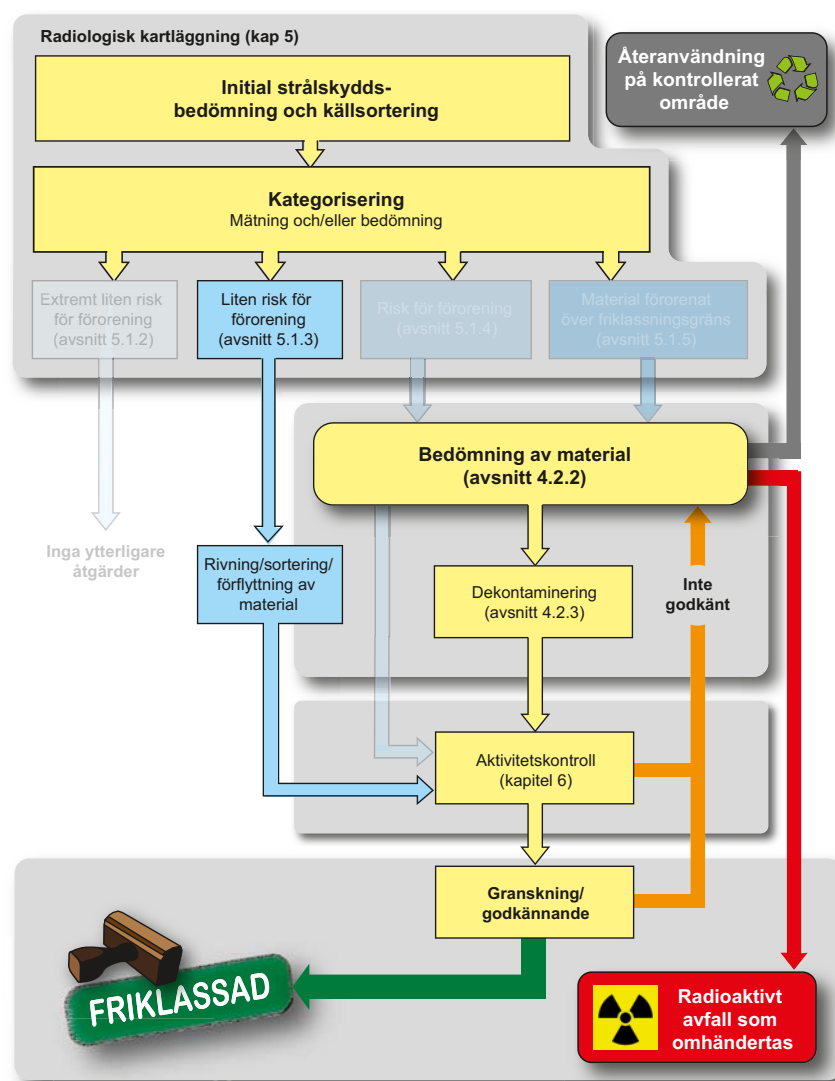 Radiologisk kartläggning (kap 5)
Initial strålskydds-
bedömning och källsortering
Återanvändning
på kontrollerat
område
Kategorisering
Mätning och/eller bedömning
Extremt liten risk
för förorening
(avsnitt 5.1.2)
Liten risk för
förorening
(avsnitt 5.1.3)
Risk för förorening
(avsnitt 5.1.4)
Material förorenat
över friklassningsgräns
(avsnitt 5.1.5)
Bedömning av material
(avsnitt 4.2.2)
Inga ytterligare
åtgärder
Rivning/sortering/
förflyttning av
material
Dekontaminering
(avsnitt 4.2.3)
Inte
godkänt
Aktivitetskontroll
(kapitel 6)
Granskning/
godkännande
FRIKLASSAD
Radioaktivt
avfall som
omhändertas